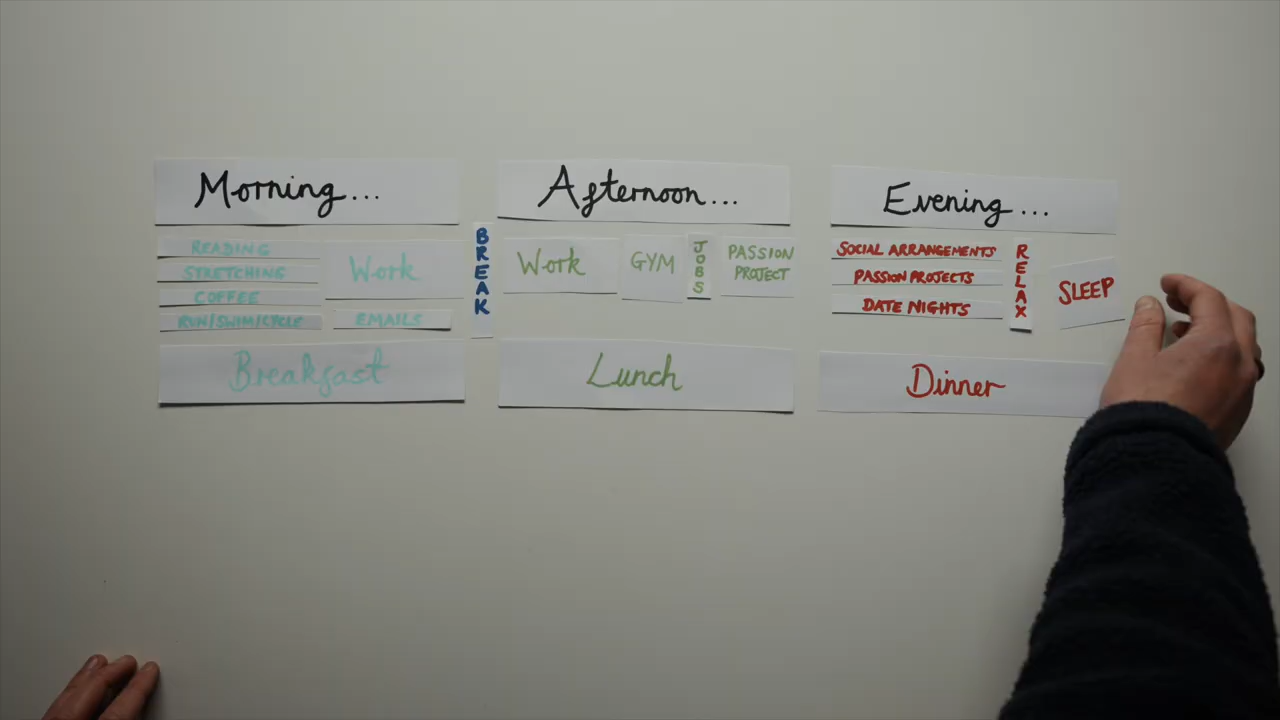 Morning...
READING
STRETCHING
COFFEE
RUN/SWIM/CYCLE
Work
EMAILS
Breakfast
BREAK
Afternoon...
Work
GYM
JOBS
PASSION
PROJECT
Lunch
Evening...
SOCIAL ARRANGEMENTS
PASSION PROJECTS
DATE NIGHTS
RELAX
SLEEP
Dinner